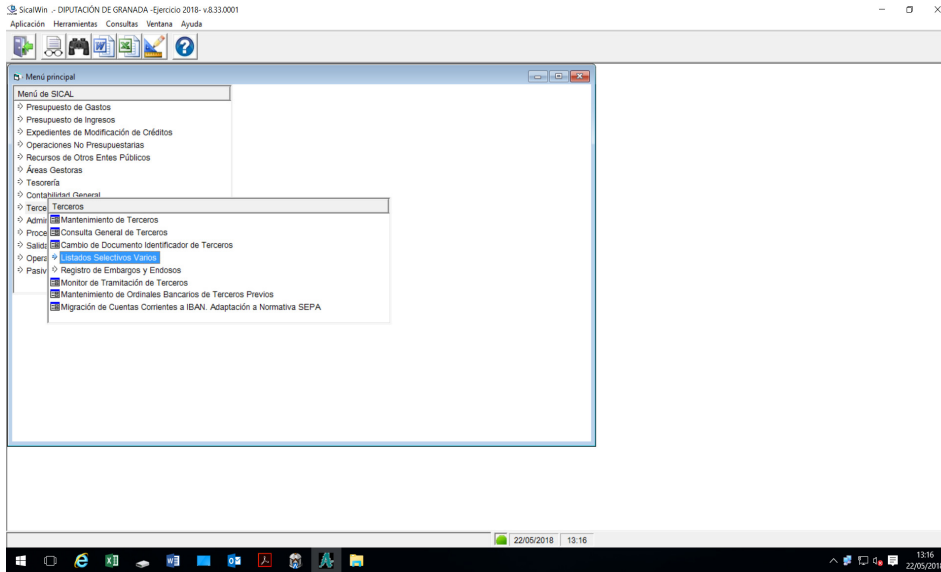 SicalWin .- DIPUTACIÓN DE GRANADA -Ejercicio 2018- v.8.33.0001
Aplicación Herramientas Consultas Ventana Ayuda
Menú principal
Menú de SICAL
Presupuesto de Gastos
Presupuesto de Ingresos
Expedientes de Modificación de Créditos
Operaciones No Presupuestarias
Recursos de Otros Entes Públicos
Áreas Gestoras
Tesorería
Contabilidad General
Terce
Admir
Proce
Salida
Opera
Pasiv
Terceros
Mantenimiento de Terceros
Consulta General de Terceros
Cambio de Documento Identificador de Terceros
Listados Selectivos Varios
Registro de Embargos y Endosos
Monitor de Tramitación de Terceros
Mantenimiento de Ordinales Bancarios de Terceros Previos
Migración de Cuentas Corrientes a IBAN. Adaptación a Normativa SEPA
22/05/2018 13:16
13:16
22/05/2018